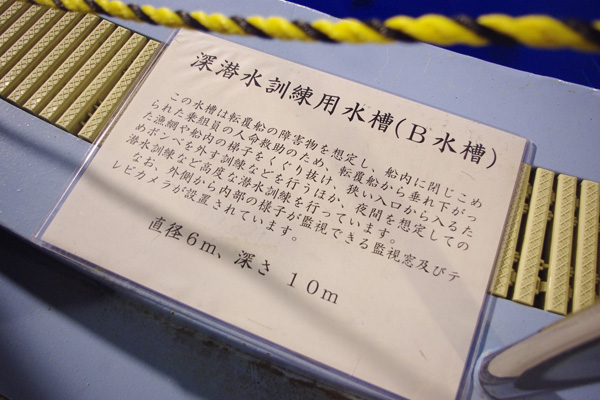 深潜水訓練用水槽(Ｂ水槽)
この水槽は転覆船の障害物を想定し、船内に閉じこめ
られた乗組員の人命救助のため、転覆船から垂れ下がっ
た漁網や船内の梯子をくぐり抜け、狭い入口から入るた
めボンベを外す訓練などを行うほか、夜間を想定しての
潜水訓練など高度な潜水訓練を行っています。
なお、外側から内部の様子が監視できる監視窓及びテ
レビカメラが設置されています。
直径６ｍ、深さ １０ｍ